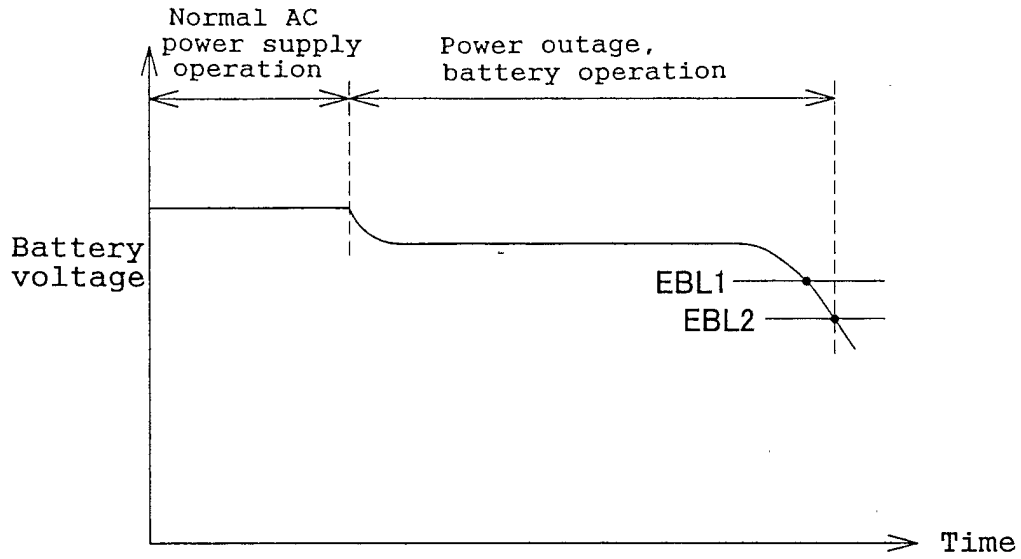 Normal AC
power supply
operation
Power outage,
battery operation
Battery
voltage
EBL1
EBL2
Time